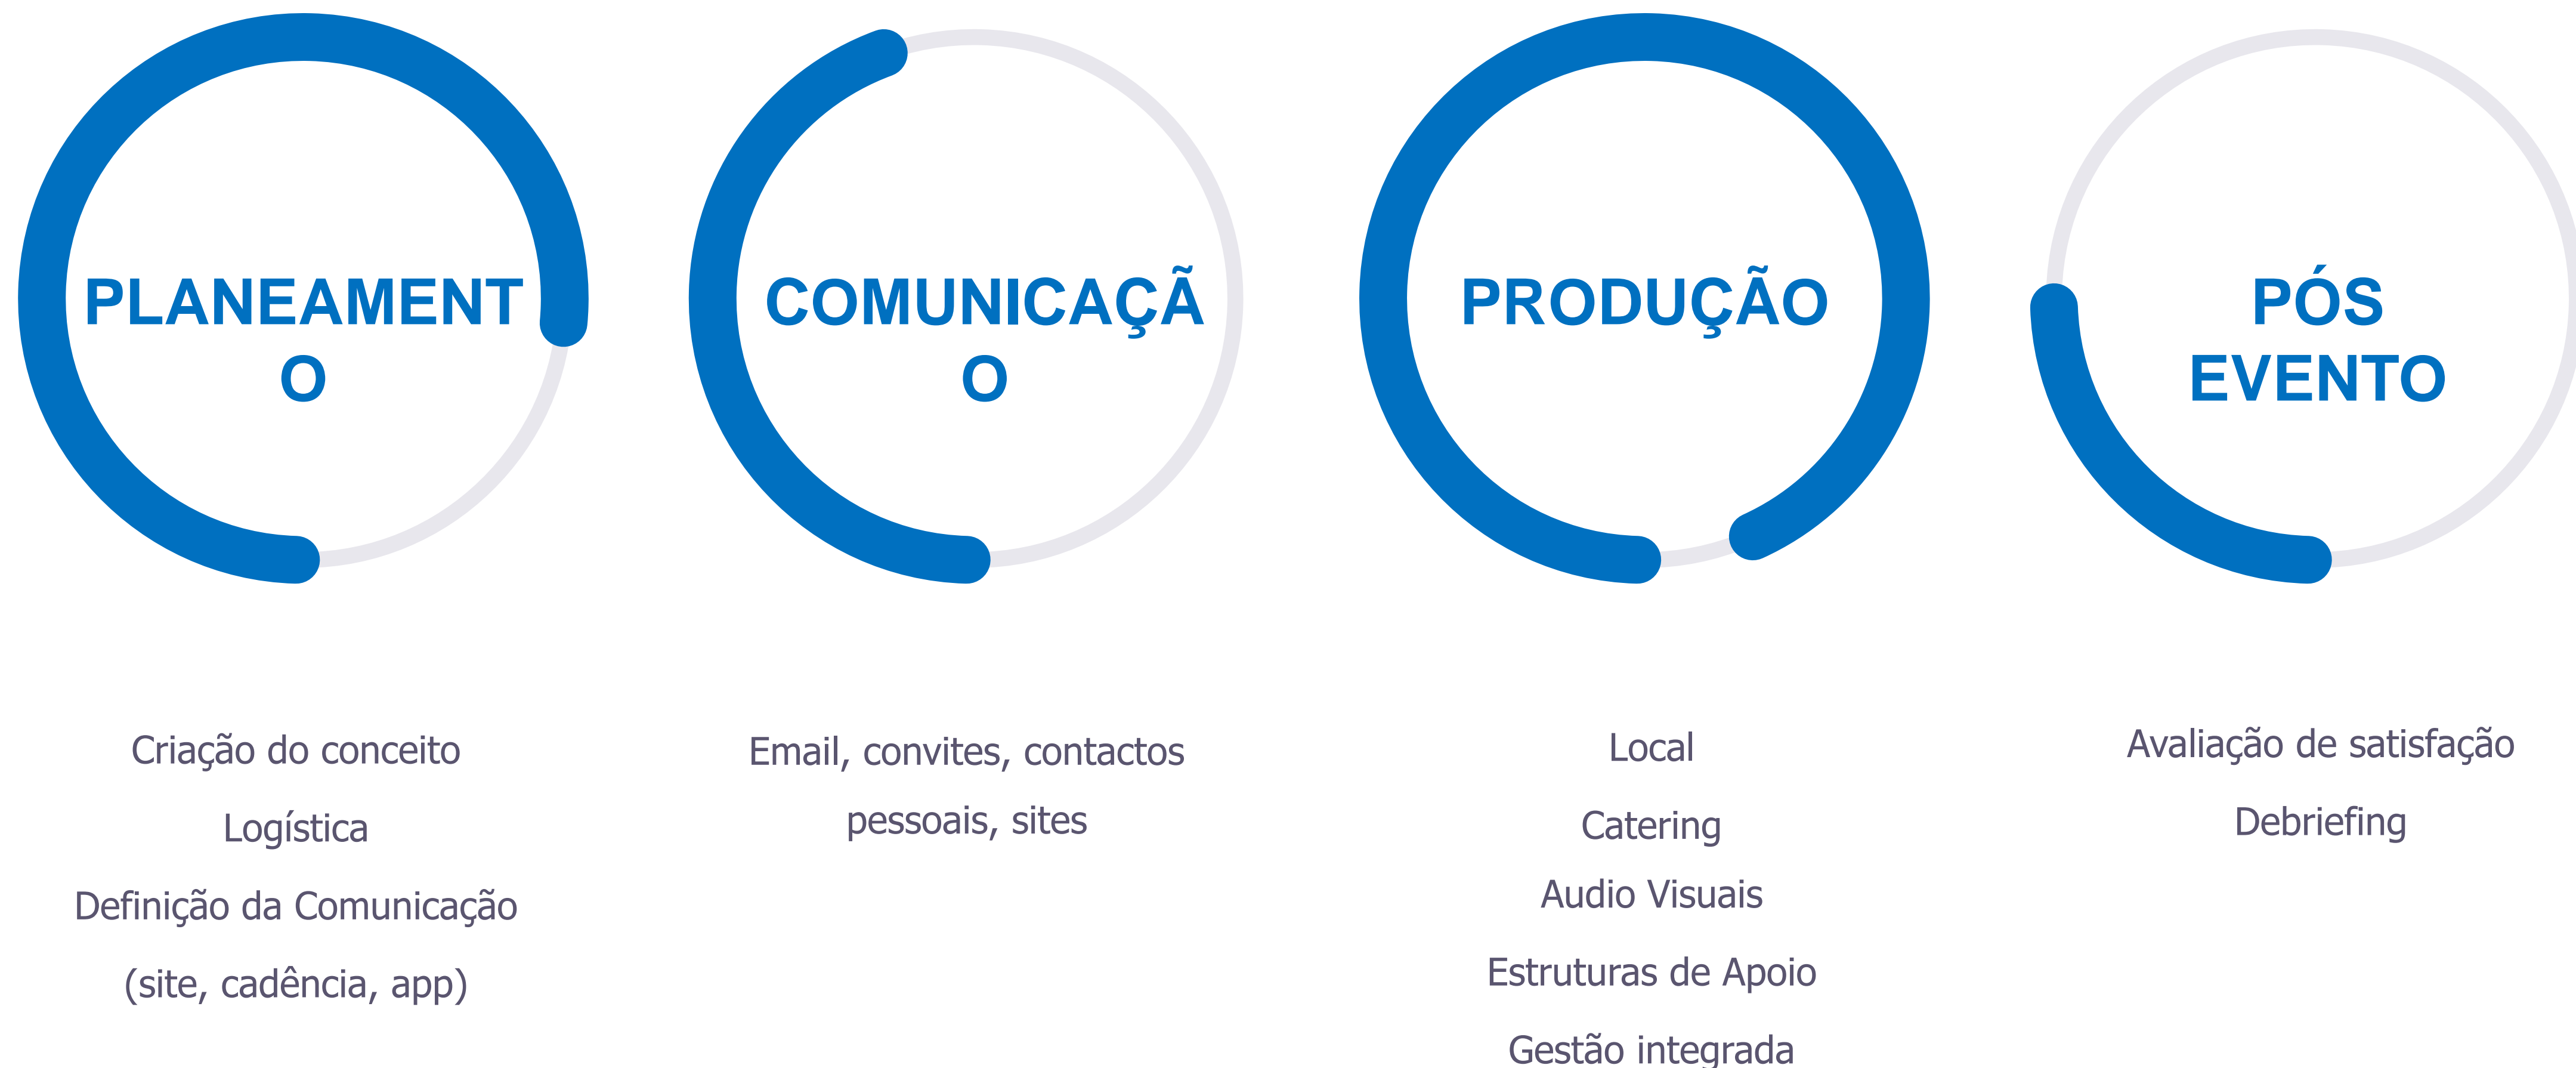 PLANEAMENT
O
Criação do conceito
Logística
Definição da Comunicação
(site, cadência, app)
COMUNICAÇÃ
O
Email, convites, contactos
pessoais, sites
PRODUÇÃO
Local
Catering
Audio Visuais
Estruturas de Apoio
Gestão integrada
PÓS
EVENTO
Avaliação de satisfação
Debriefing